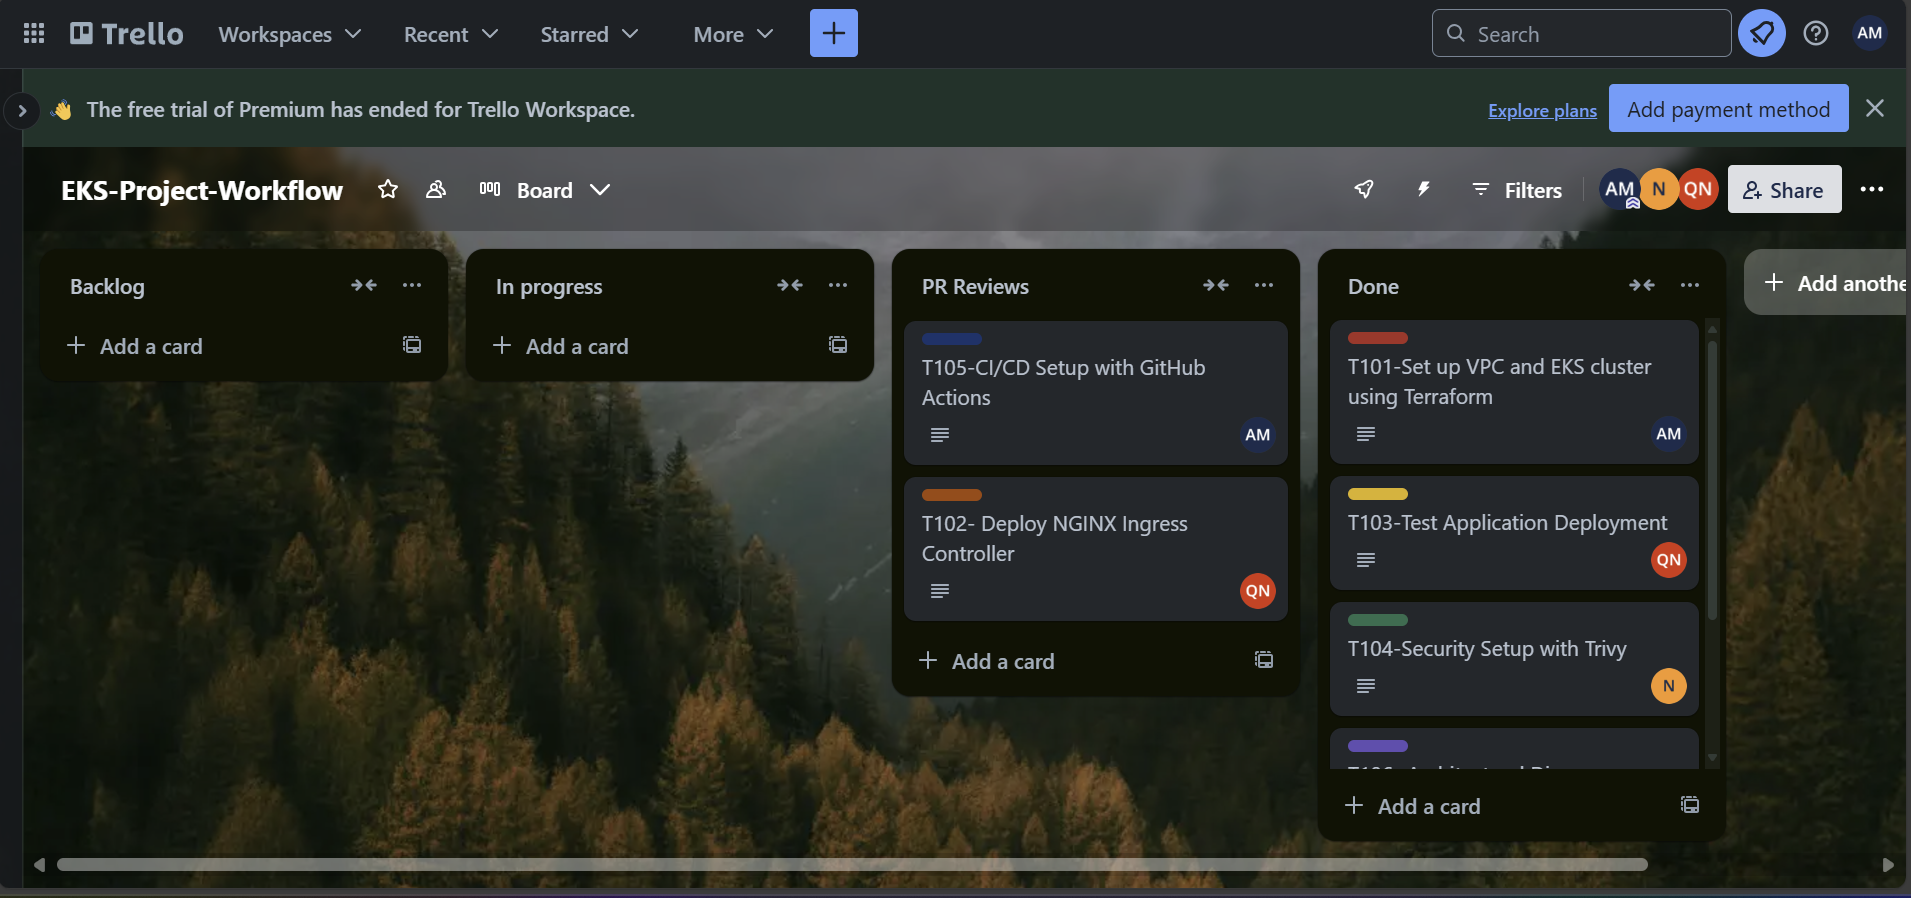 Trello
Workspaces
Recent
Starred
More
Search
AM
The free trial of Premium has ended for Trello Workspace.
Explore plans
Add payment method
EKS-Project-Workflow
Board
Filters
AM
N
QN
Share
Backlog
Add a card
In progress
Add a card
PR Reviews
T105-CI/CD Setup with GitHub
Actions
AM
T102- Deploy NGINX Ingress
Controller
QN
Add a card
Done
T101-Set up VPC and EKS cluster
using Terraform
AM
T103-Test Application Deployment
QN
T104-Security Setup with Trivy
N
Add a card
Add anothe